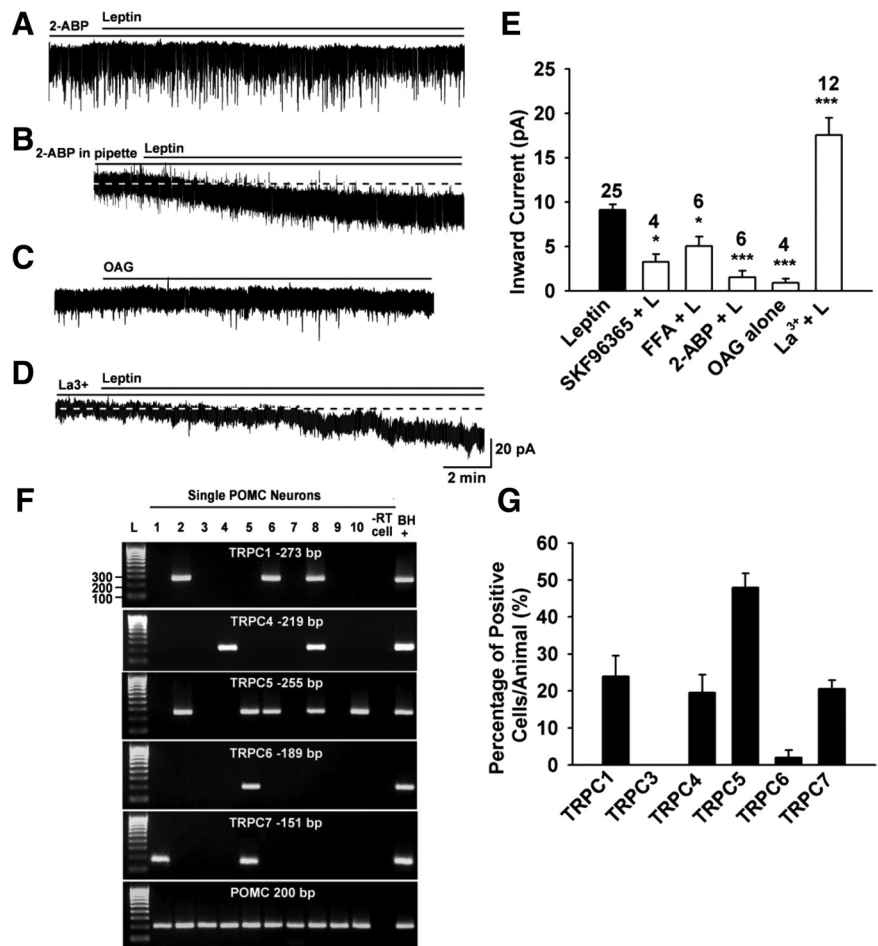 A
2-ABP
Leptin
B
2-ABP in pipette
Leptin
C
OAG
D
La3+
Leptin
20 pA
2 min
E
Inward Current (pA)
25
20
15
10
5
0
25
4
*
6
*
6
***
4
***
12
***
Leptin
SKF96365 + L
FFA + L
2-ABP + L
OAG alone
La³⁺ + L
F
Single POMC Neurons
L 1 2 3 4 5 6 7 8 9 10 -RT cell BH +
TRPC1 -273 bp
300
200
100
TRPC4 -219 bp
TRPC5 -255 bp
TRPC6 -189 bp
TRPC7 -151 bp
POMC 200 bp
G
Percentage of Positive
Cells/Animal (%)
60
50
40
30
20
10
0
TRPC1
TRPC3
TRPC4
TRPC5
TRPC6
TRPC7